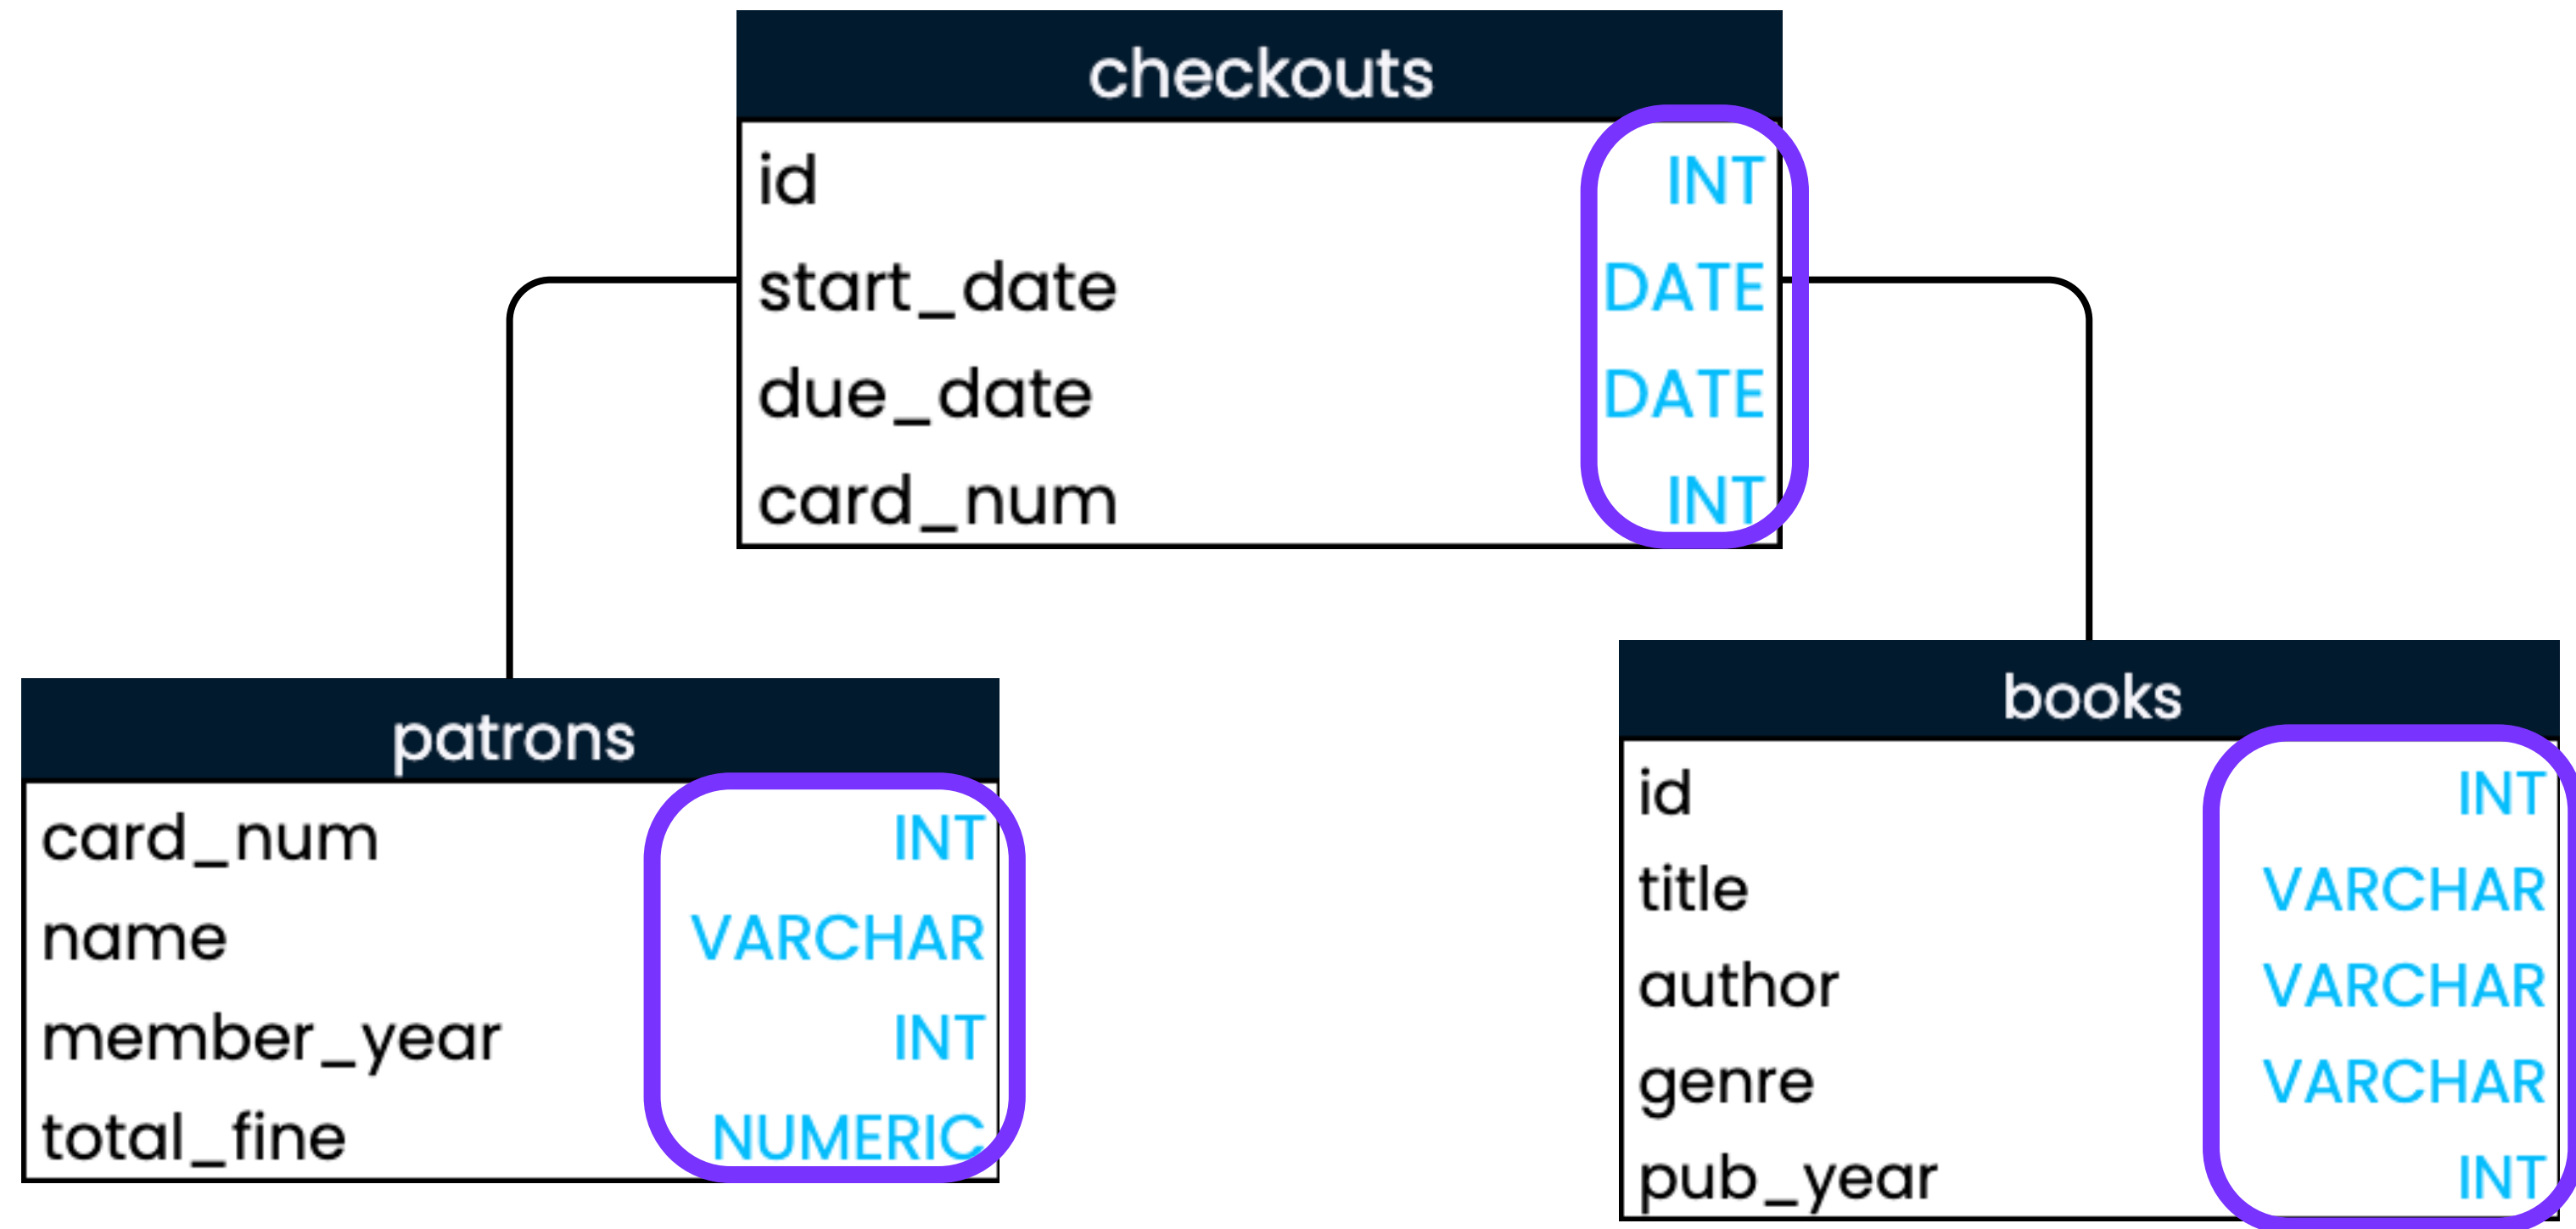 checkouts
id INT
start_date DATE
due_date DATE
card_num INT
patrons
card_num INT
name VARCHAR
member_year INT
total_fine NUMERIC
books
id INT
title VARCHAR
author VARCHAR
genre VARCHAR
pub_year INT